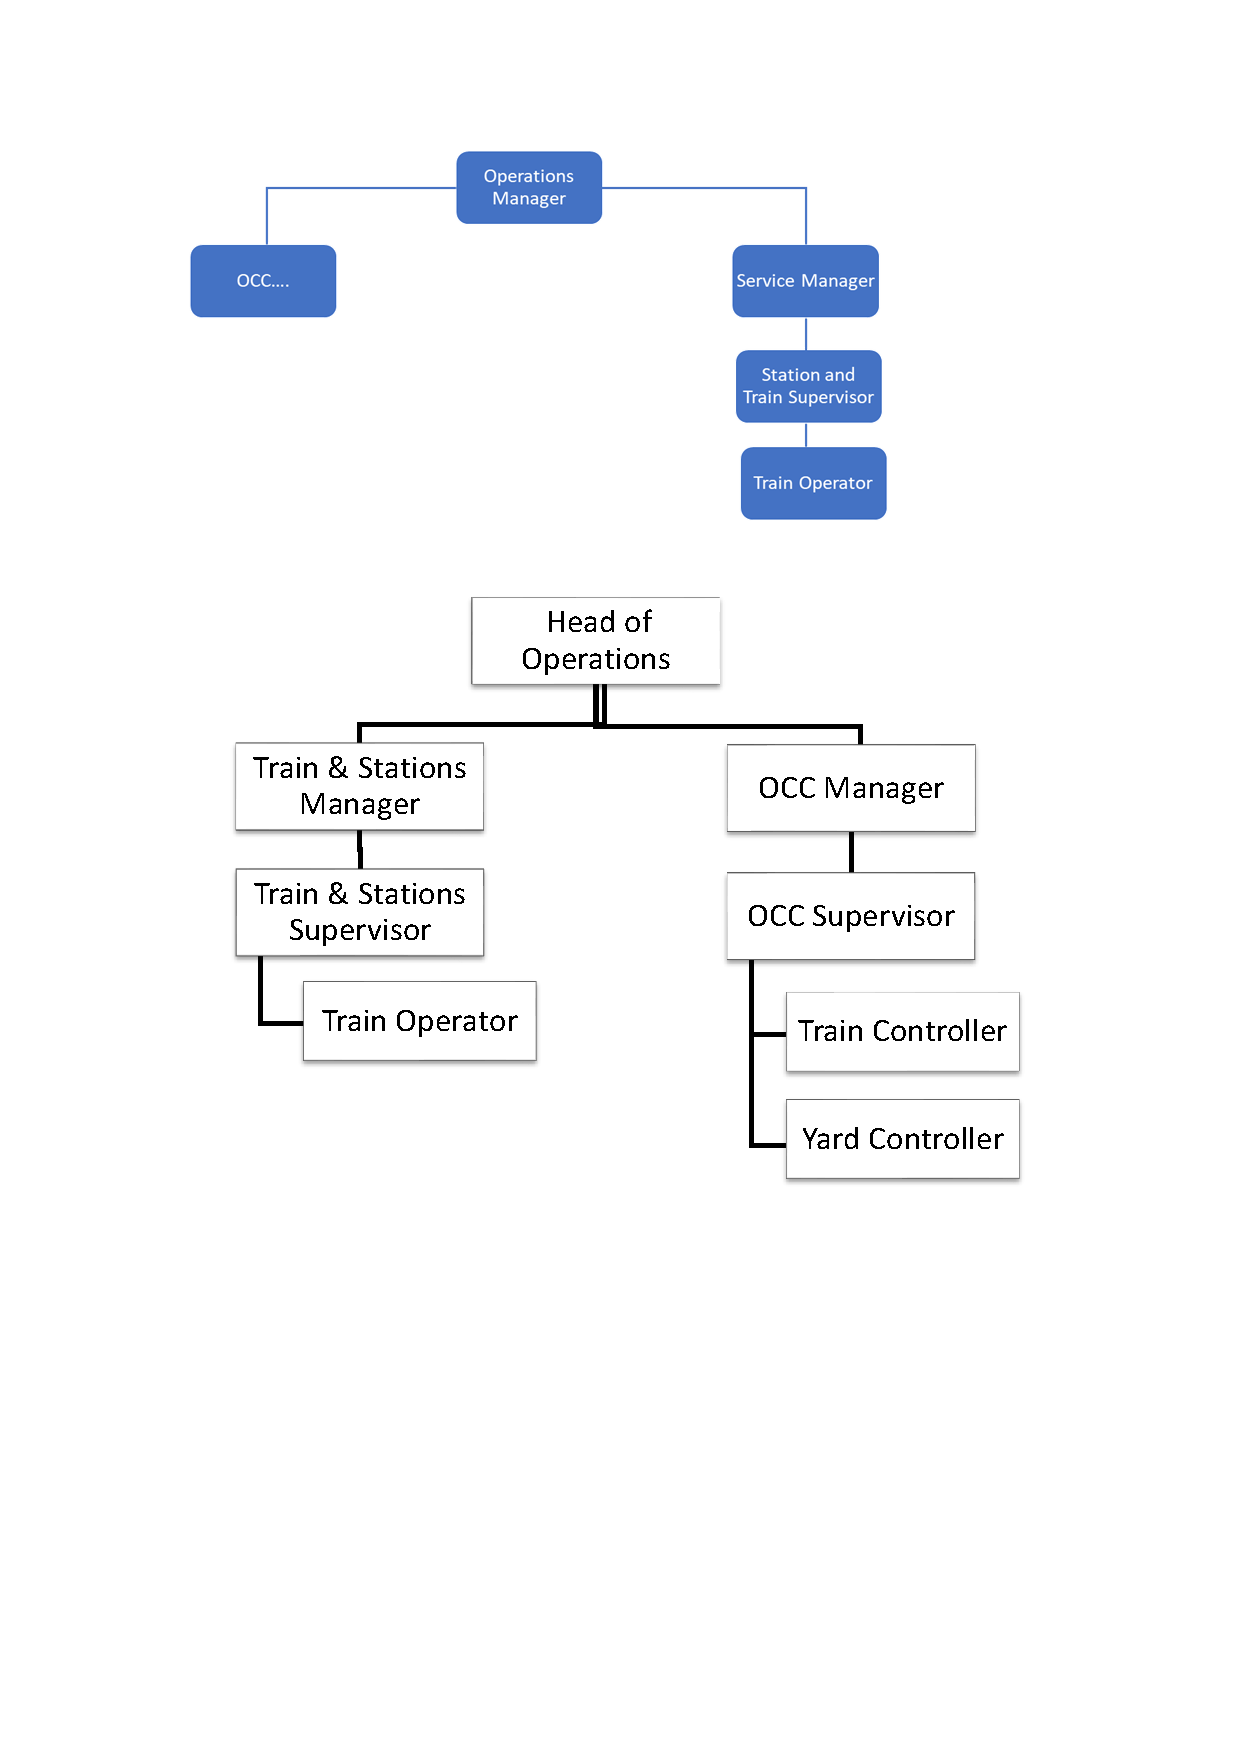 Operations
Manager
OCC....
Service Manager
Station and
Train Supervisor
Train Operator
Head of
Operations
Train & Stations
Manager
OCC Manager
Train & Stations
Supervisor
OCC Supervisor
Train Operator
Train Controller
Yard Controller